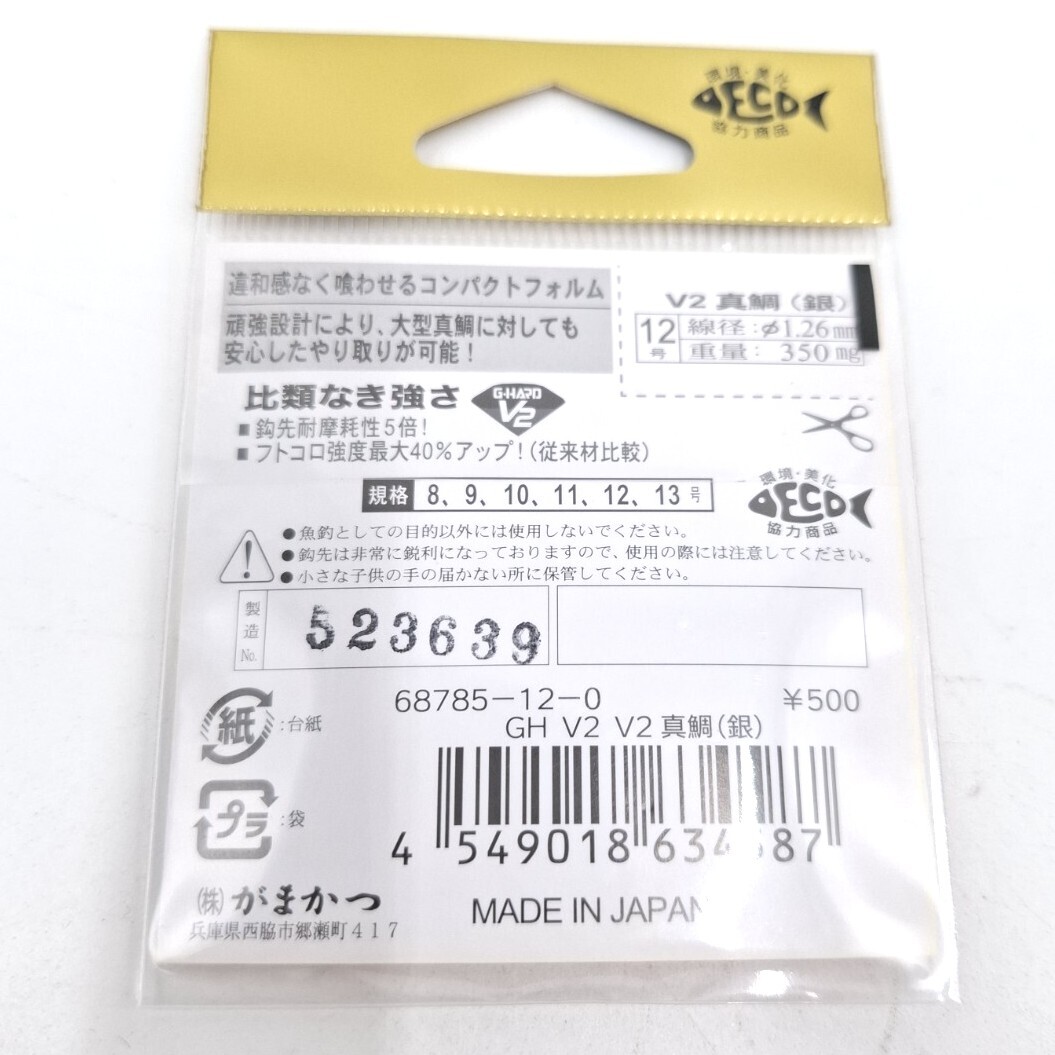 環境・美化
ECO
協力商品
違和感なく喰わせるコンパクトフォルム
頑強設計により、大型真鯛に対しても
安心したやり取りが可能！
V2 真鯛（銀）
12号
線径：φ1.26mm
重量：350mg
比類なき強さ
G-HARD
V2
■鈎先耐摩耗性5倍！
■フトコロ強度最大40％アップ！（従来材比較）
規格 8、9、10、11、12、13 号
環境・美化
ECO
協力商品
●魚釣としての目的以外には使用しないでください。
●鈎先は非常に鋭利になっておりますので、使用の際には注意してください。
●小さな子供の手の届かない所に保管してください。
製造No.
523639
68785-12-0 ¥500
GH V2 V2真鯛（銀）
紙：台紙
プラ：袋
4 549018
MADE IN JAPAN
（株）がまかつ
兵庫県西脇市郷瀬町417